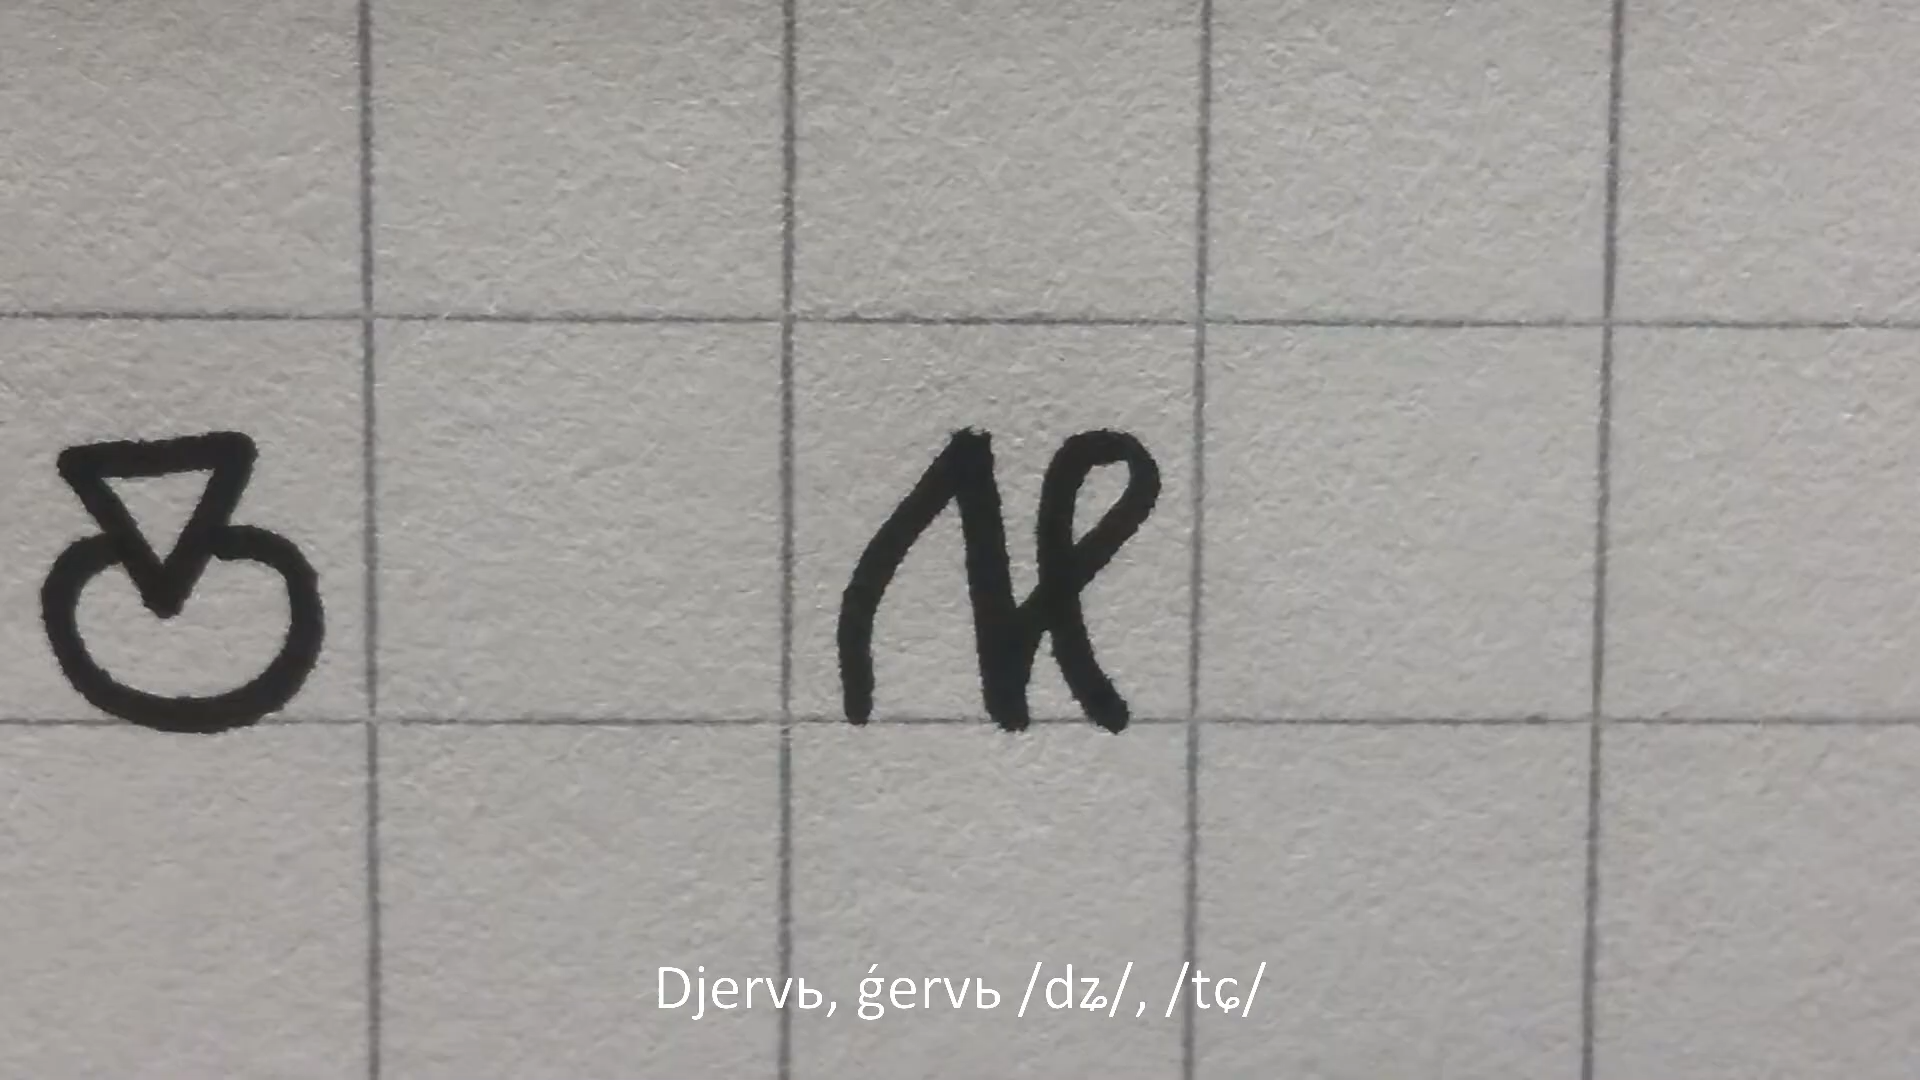 Ⰻ Ⰼ
Djervь, ǵervь /dʑ/, /tɕ/